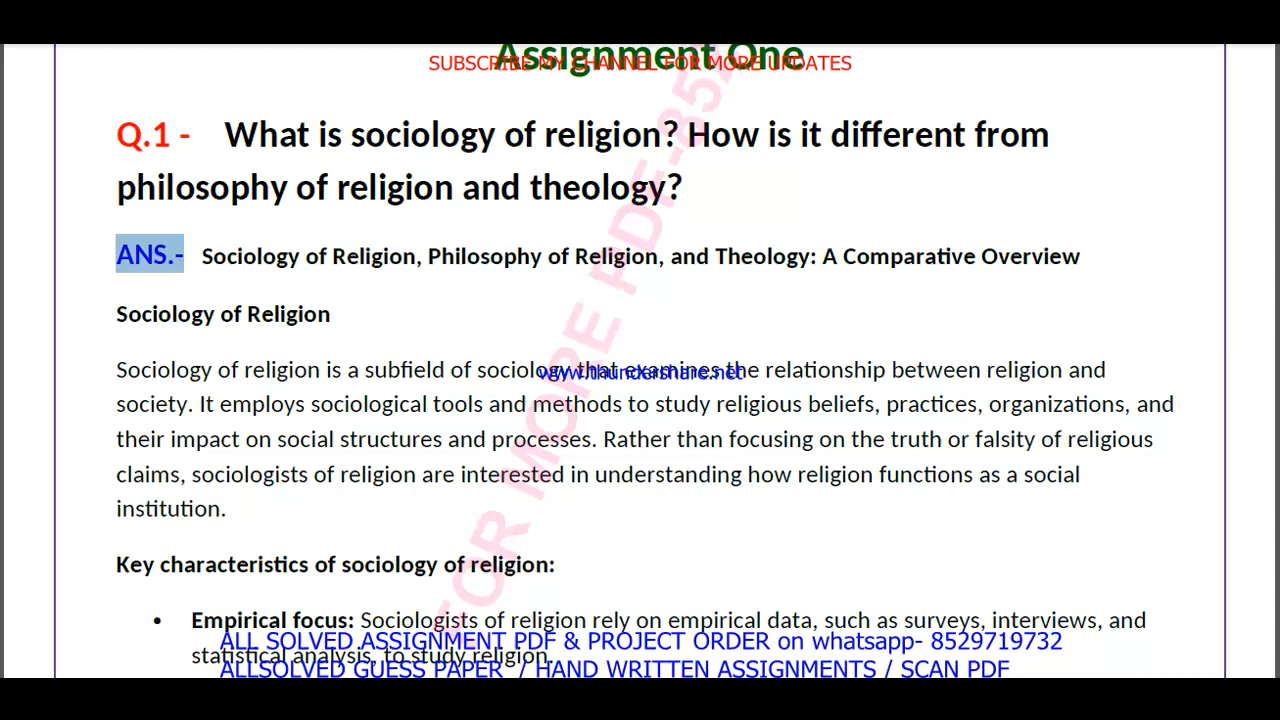 Assignment One
SUBSCRIBE MY CHANNEL FOR MORE UPDATES
Q.1 - What is sociology of religion? How is it different from
philosophy of religion and theology?
ANS.- Sociology of Religion, Philosophy of Religion, and Theology: A Comparative Overview
Sociology of Religion
Sociology of religion is a subfield of sociology that examines the relationship between religion and
www.thundershare.net
society. It employs sociological tools and methods to study religious beliefs, practices, organizations, and
their impact on social structures and processes. Rather than focusing on the truth or falsity of religious
claims, sociologists of religion are interested in understanding how religion functions as a social
institution.
Key characteristics of sociology of religion:
• Empirical focus: Sociologists of religion rely on empirical data, such as surveys, interviews, and
ALL SOLVED ASSIGNMENT PDF & PROJECT ORDER on whatsapp- 8529719732
statistical analysis, to study religion.
ALLSOLVED GUESS PAPER / HAND WRITTEN ASSIGNMENTS / SCAN PDF
FOR MORE PDF-852